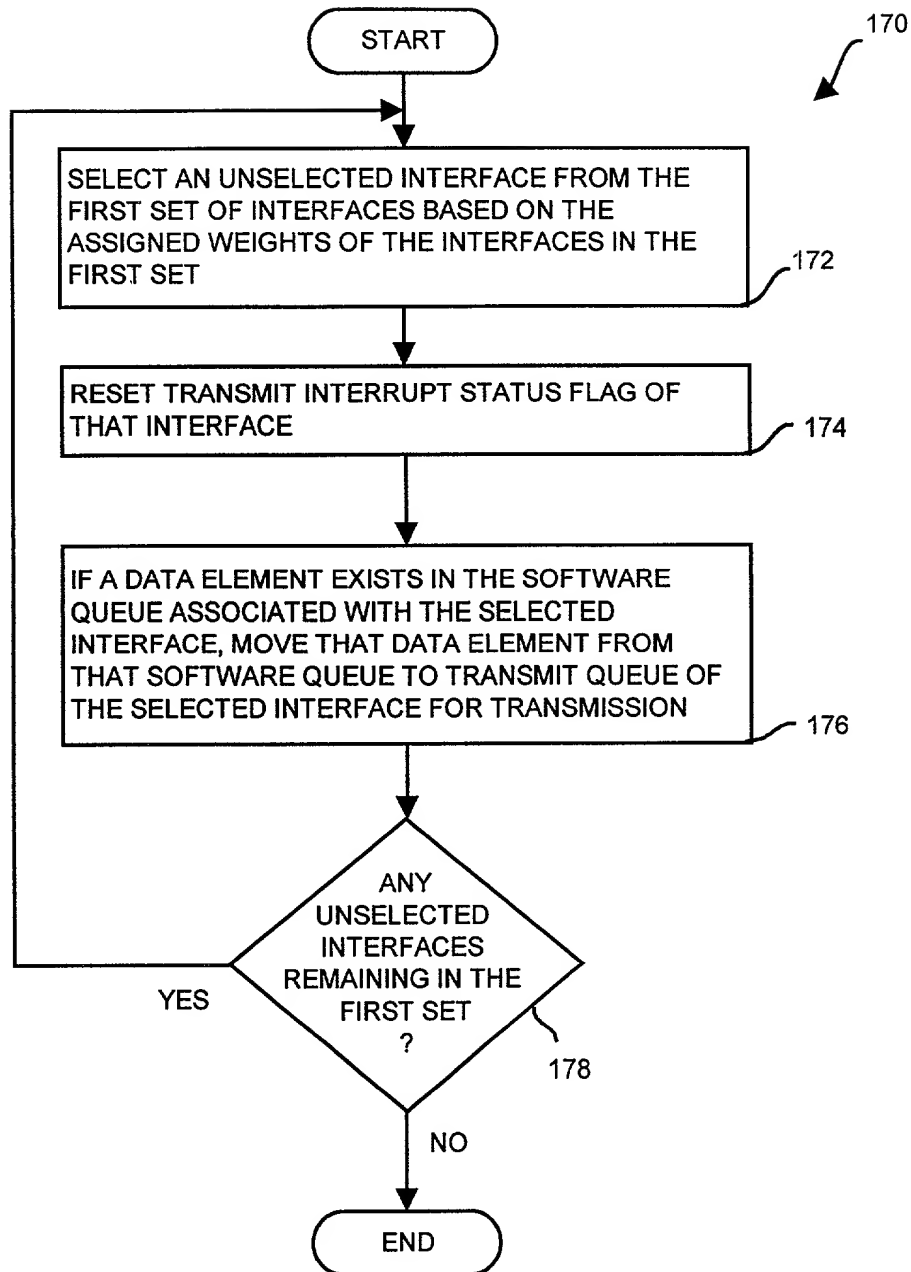 START
170
SELECT AN UNSELECTED INTERFACE FROM THE
FIRST SET OF INTERFACES BASED ON THE
ASSIGNED WEIGHTS OF THE INTERFACES IN THE
FIRST SET
172
RESET TRANSMIT INTERRUPT STATUS FLAG OF
THAT INTERFACE
174
IF A DATA ELEMENT EXISTS IN THE SOFTWARE
QUEUE ASSOCIATED WITH THE SELECTED
INTERFACE, MOVE THAT DATA ELEMENT FROM
THAT SOFTWARE QUEUE TO TRANSMIT QUEUE OF
THE SELECTED INTERFACE FOR TRANSMISSION
176
ANY
UNSELECTED
INTERFACES
REMAINING IN THE
FIRST SET
?
YES
178
NO
END